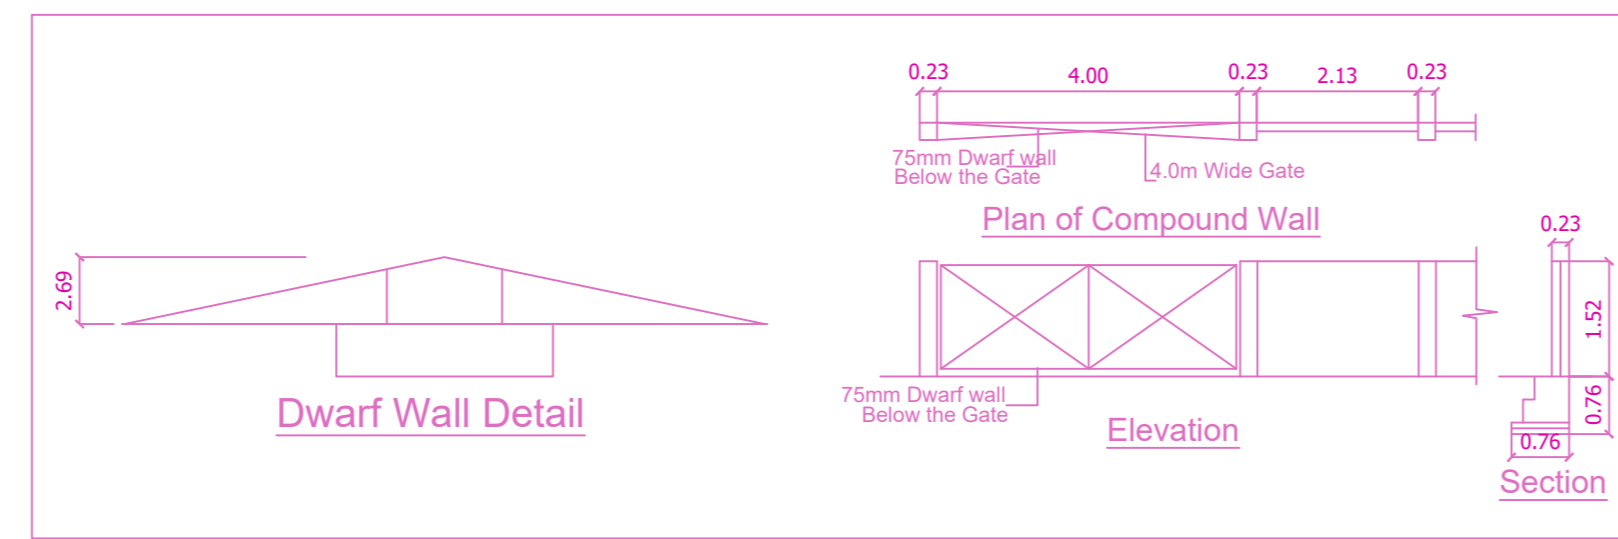 0.23 4.00 0.23 2.13 0.23
75mm Dwarf wall
Below the Gate
4.0m Wide Gate
Plan of Compound Wall
2.69
Dwarf Wall Detail
75mm Dwarf wall
Below the Gate
Elevation
0.23
1.52
0.76
0.76
Section